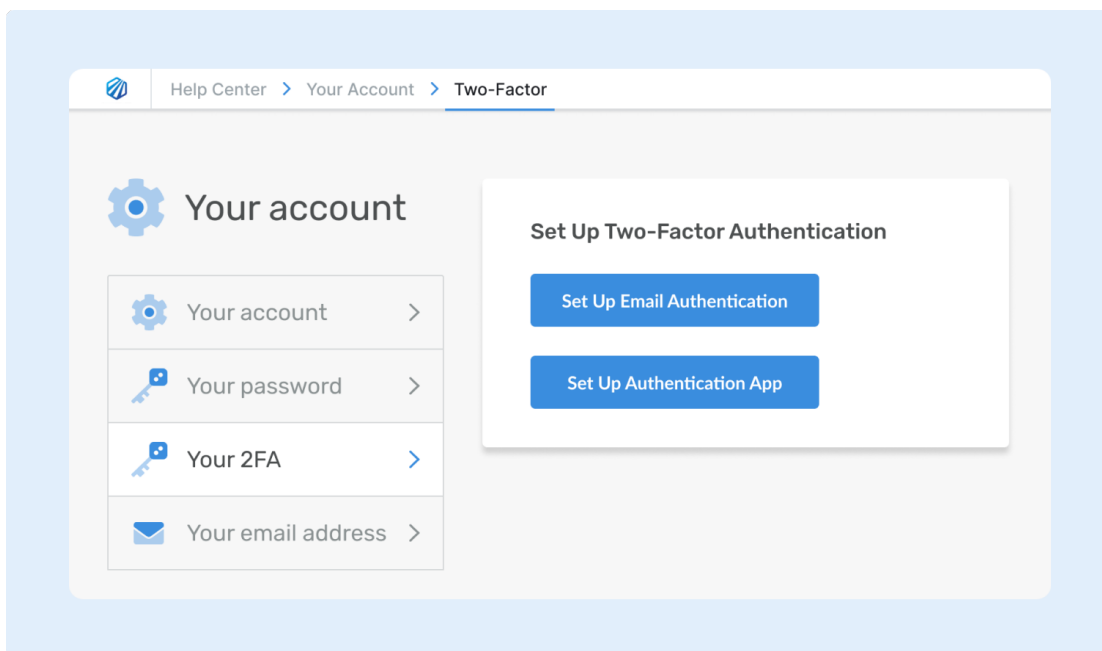 Help Center > Your Account > Two-Factor
Your account
Your account
Your password
Your 2FA
Your email address
Set Up Two-Factor Authentication
Set Up Email Authentication
Set Up Authentication App